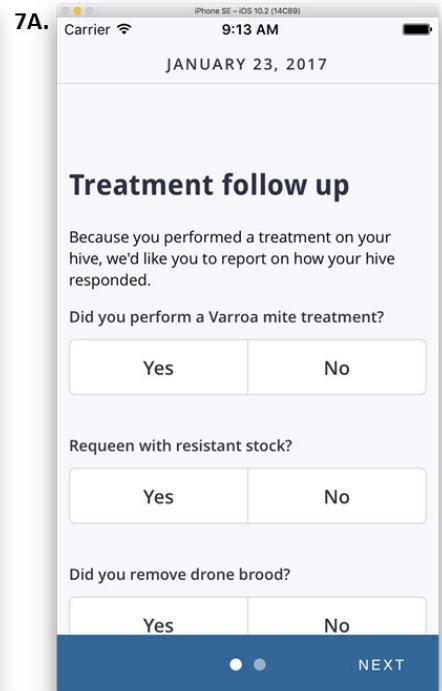 7A.
iPhone SE – iOS 10.2 (14C89)
Carrier 9:13 AM
JANUARY 23, 2017
Treatment follow up
Because you performed a treatment on your
hive, we'd like you to report on how your hive
responded.
Did you perform a Varroa mite treatment?
Yes No
Requeen with resistant stock?
Yes No
Did you remove drone brood?
Yes No
NEXT